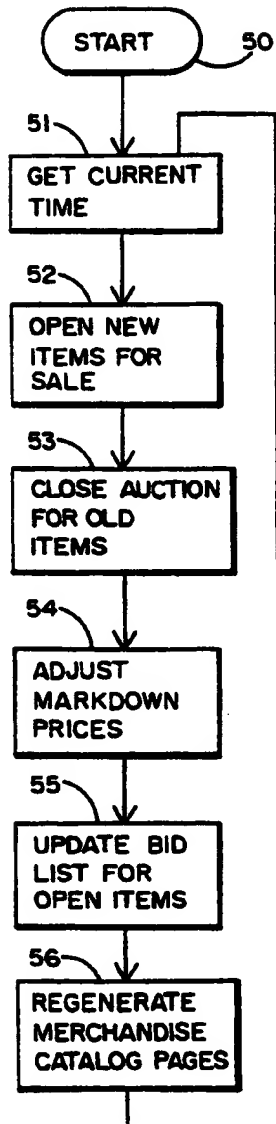 START
50
51
GET CURRENT
TIME
52
OPEN NEW
ITEMS FOR
SALE
53
CLOSE AUCTION
FOR OLD
ITEMS
54
ADJUST
MARKDOWN
PRICES
55
UPDATE BID
LIST FOR
OPEN ITEMS
56
REGENERATE
MERCHANDISE
CATALOG PAGES